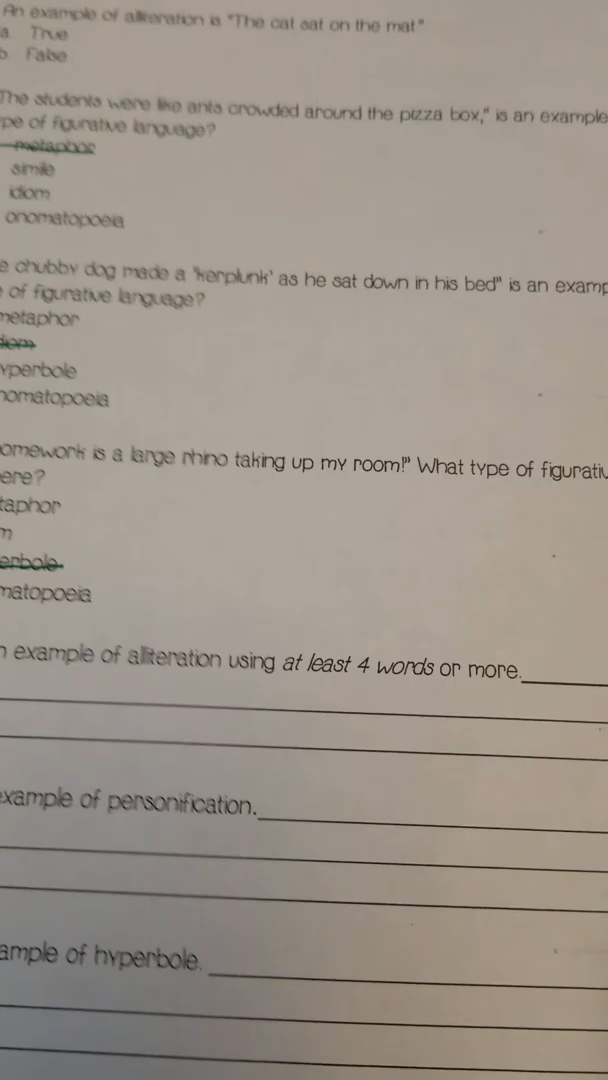 An example of alliteration is "The cat sat on the mat"
a. True
b. False
The students were like ants crowded around the pizza box," is an example
pe of figurative language?
metaphor
simile
idiom
onomatopoeia
e chubby dog made a 'kerplunk' as he sat down in his bed" is an examp
e of figurative language?
metaphor
diom
yperbole
nomatopoeia
omework is a large rhino taking up my room!" What type of figurativ
ere?
taphor
m
erbole
matopoeia
n example of alliteration using at least 4 words or more.
example of personification.
ample of hyperbole.